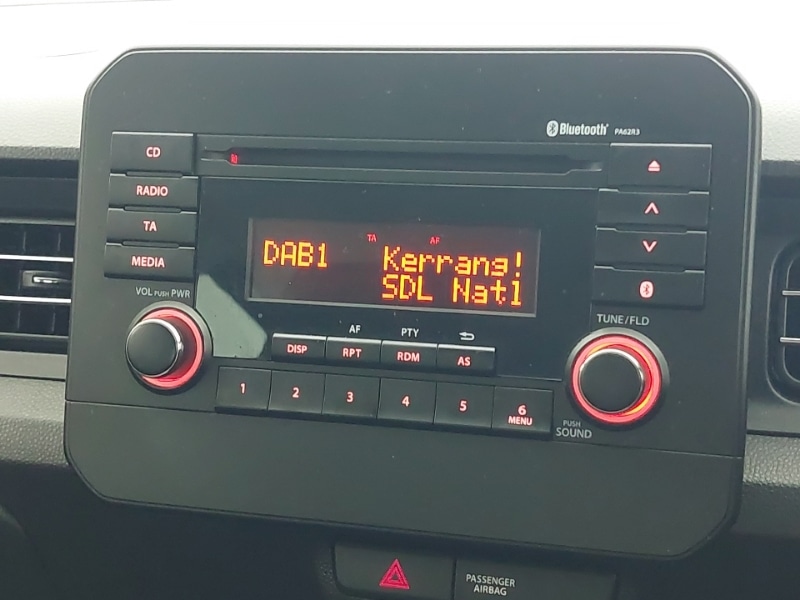 Bluetooth® PA62R3
CD
RADIO
TA
MEDIA
TA AF
DAB1 Kerrang!
SDL Natl
VOL PUSH PWR
TUNE/FLD
AF PTY
DISP RPT RDM AS
1 2 3 4 5 6
MENU
PUSH
SOUND
PASSENGER
AIRBAG